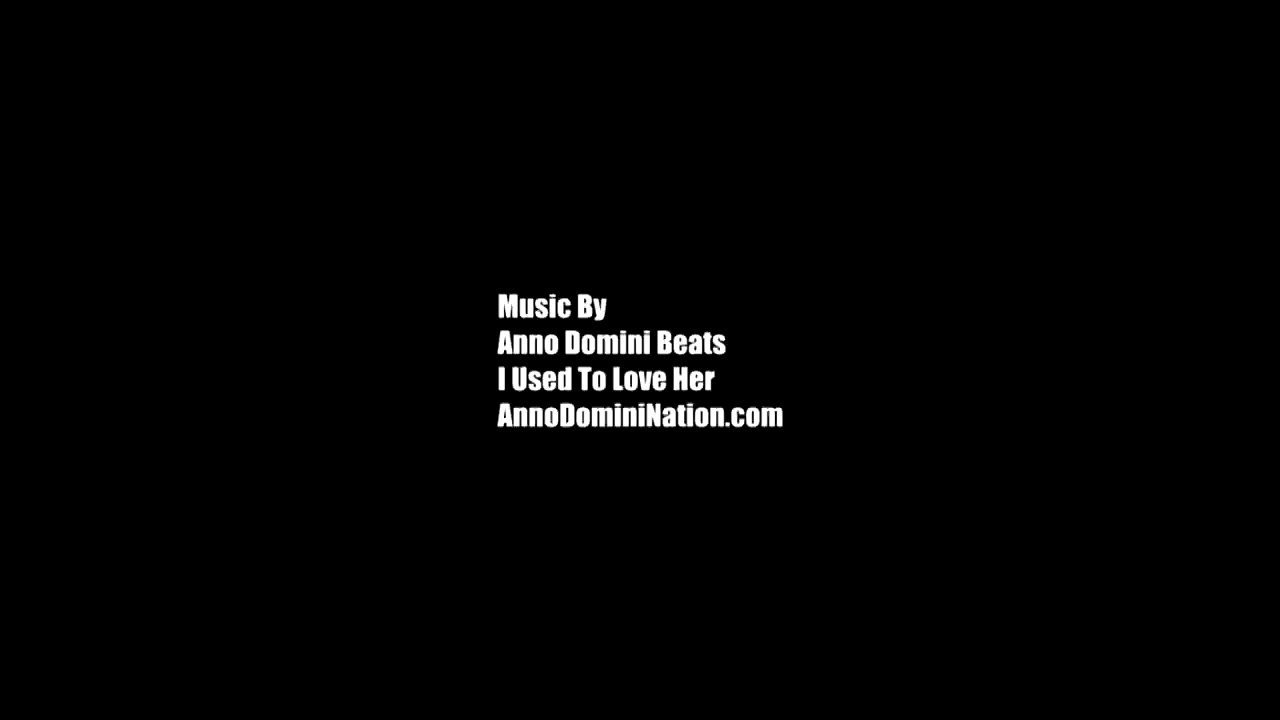 Music By
Anno Domini Beats
I Used To Love Her
AnnoDominiNation.com